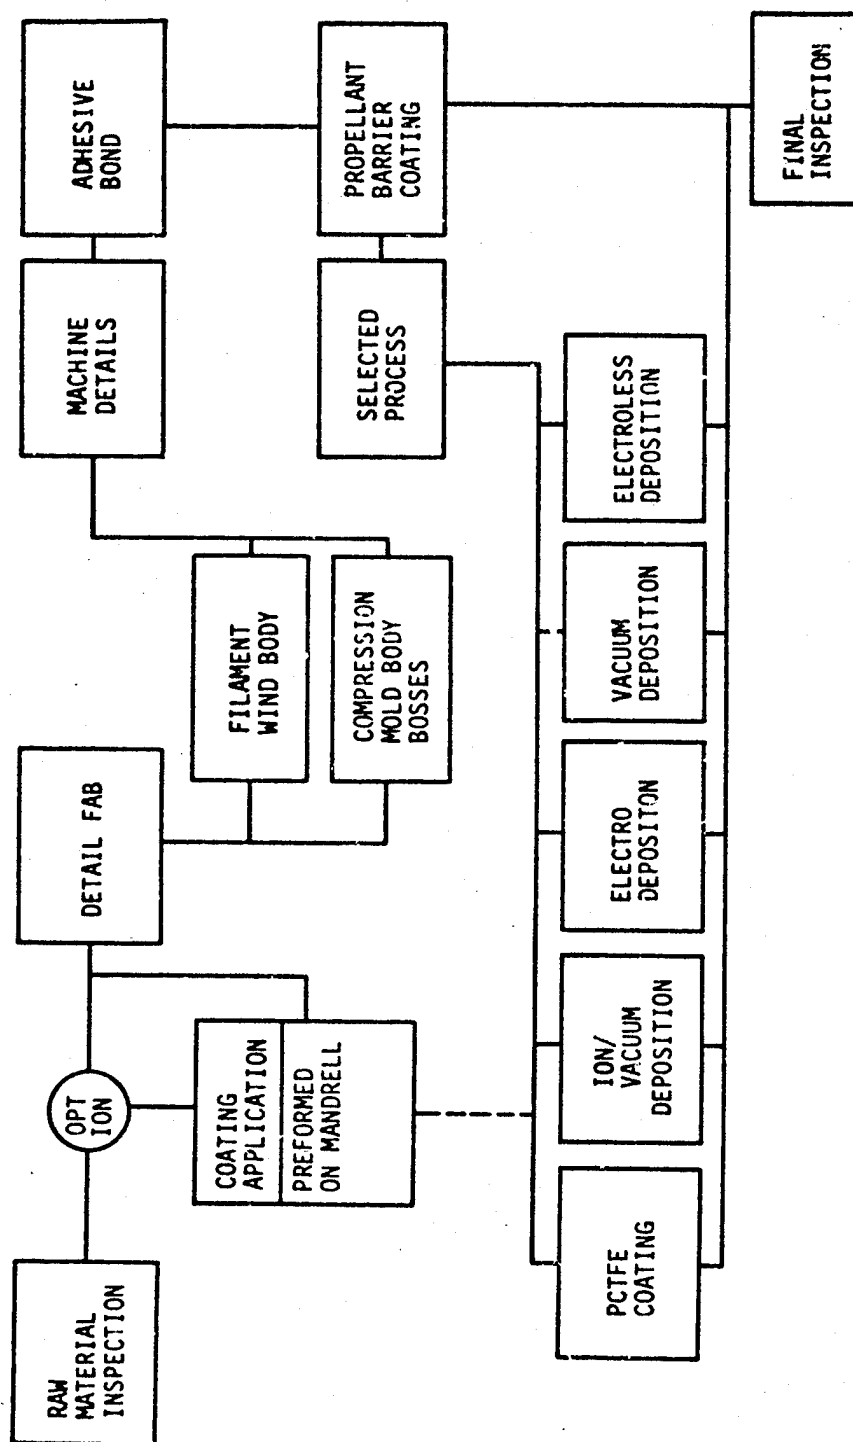 RAW
MATERIAL
INSPECTION
OPT
ION
COATING
APPLICATION
PREFORMED
ON MANDRELL
DETAIL FAB
FILAMENT
WIND BODY
COMPRESSION
MOLD BODY
BOSSES
MACHINE
DETAILS
ADHESIVE
BOND
SELECTED
PROCESS
PROPELLANT
BARRIER
COATING
PCTFE
COATING
ION/
VACUUM
DEPOSITION
ELECTRO
DEPOSITON
VACUUM
DEPOSITION
ELECTROLESS
DEPOSITION
FINAL
INSPECTION